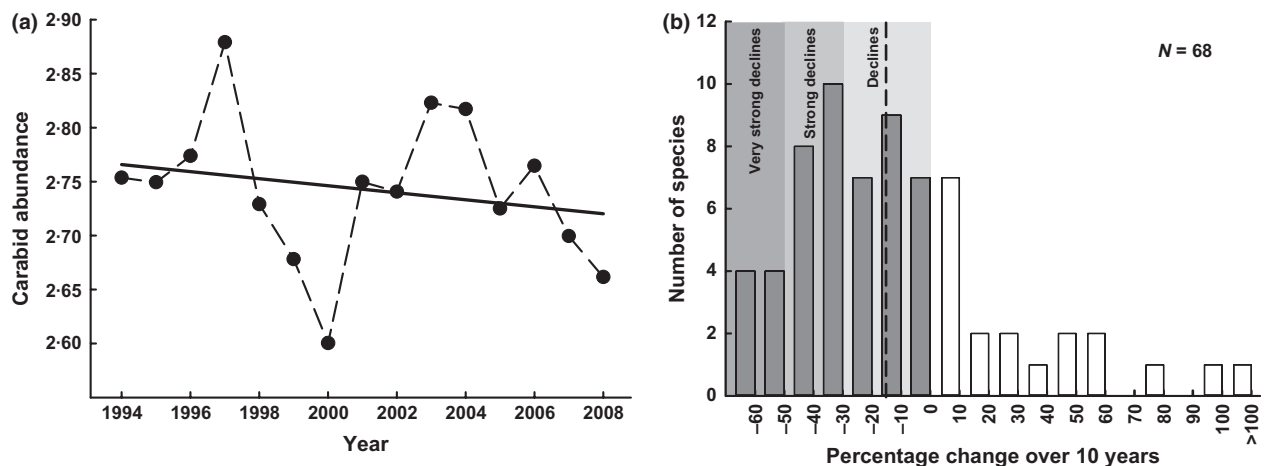 (a)
2·90
2·85
2·80
2·75
2·70
2·65
2·60
Carabid abundance
1994 1996 1998 2000 2002 2004 2006 2008
Year
(b)
12
10
8
6
4
2
0
Number of species
Very strong declines
Strong declines
Declines
N = 68
–60 –50 –40 –30 –20 –10 0 10 20 30 40 50 60 70 80 90 100 >100
Percentage change over 10 years